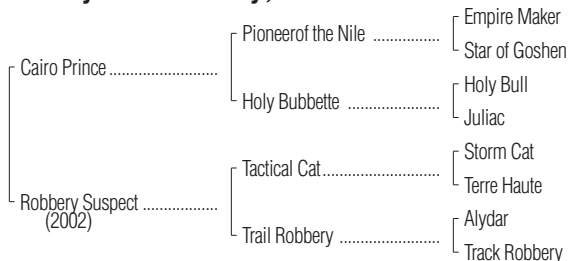 Pioneerof the Nile
Empire Maker
Star of Goshen
Cairo Prince
Holy Bubbette
Holy Bull
Juliac
Robbery Suspect
(2002)
Tactical Cat
Storm Cat
Terre Haute
Trail Robbery
Alydar
Track Robbery